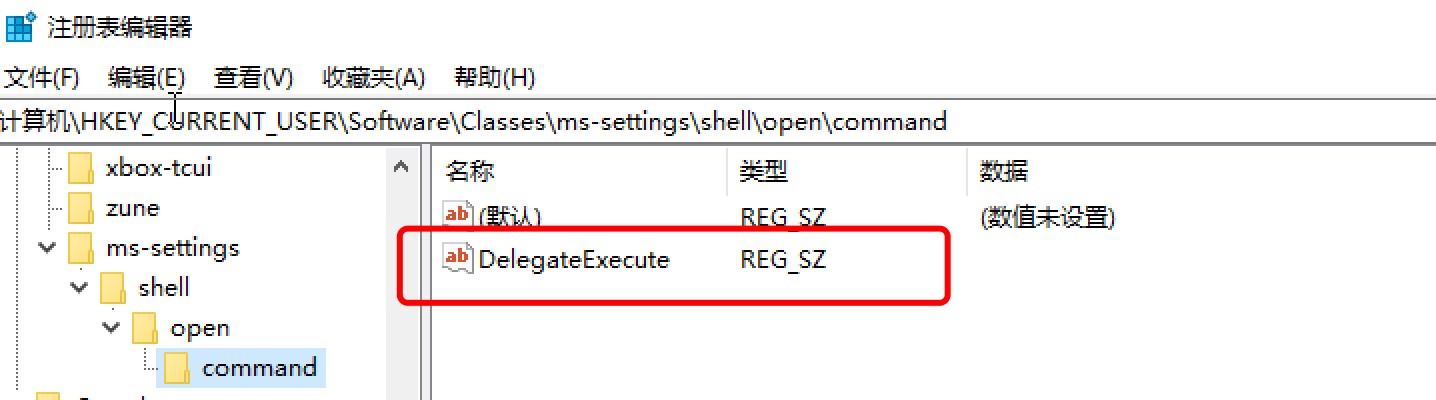 注册表编辑器
文件(F) 编辑(E) 查看(V) 收藏夹(A) 帮助(H)
计算机\HKEY_CURRENT_USER\Software\Classes\ms-settings\shell\open\command
xbox-tcui
zune
ms-settings
shell
open
command
名称 类型 数据
ab (默认) REG_SZ (数值未设置)
ab DelegateExecute REG_SZ